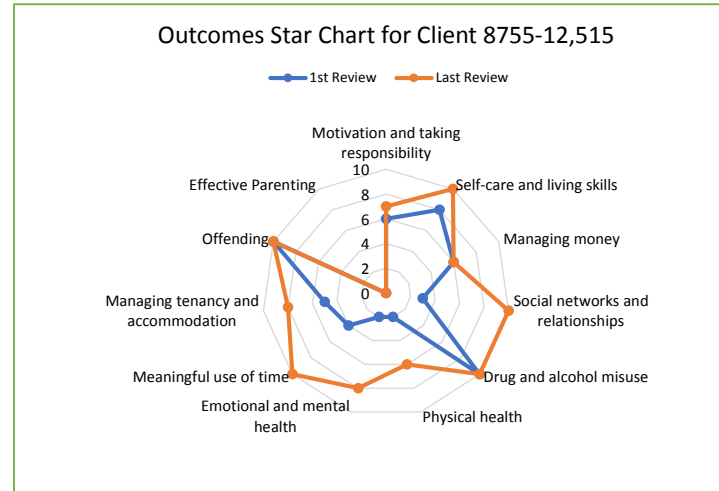 Outcomes Star Chart for Client 8755-12,515
1st Review
Last Review
Motivation and taking
responsibility
Self-care and living skills
Managing money
Social networks and
relationships
Drug and alcohol misuse
Physical health
Emotional and mental
health
Meaningful use of time
Managing tenancy and
accommodation
Offending
Effective Parenting
10
8
6
4
2
0